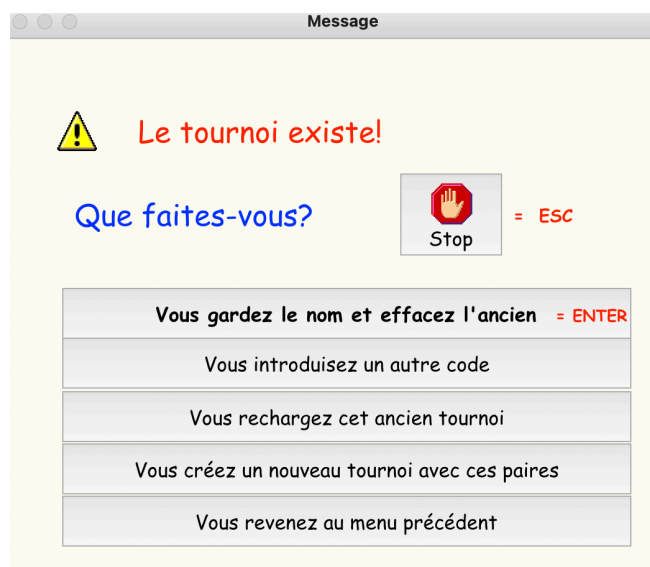 Message
Le tournoi existe!
Que faites-vous?
Stop
= ESC
Vous gardez le nom et effacez l'ancien = ENTER
Vous introduisez un autre code
Vous rechargez cet ancien tournoi
Vous créez un nouveau tournoi avec ces paires
Vous revenez au menu précédent